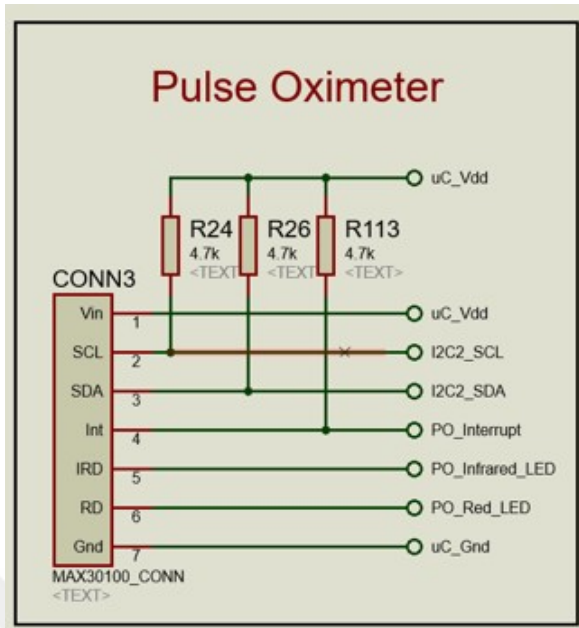 Pulse Oximeter
uC_Vdd
R24 R26 R113
4.7k 4.7k 4.7k
<TEXT> <TEXT> <TEXT>
CONN3
Vin 1 uC_Vdd
SCL 2 I2C2_SCL
SDA 3 I2C2_SDA
Int 4 PO_Interrupt
IRD 5 PO_Infrared_LED
RD 6 PO_Red_LED
Gnd 7 uC_Gnd
MAX30100_CONN
<TEXT>